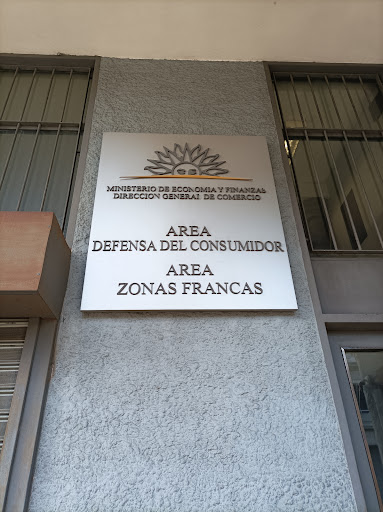 MINISTERIO DE ECONOMIA Y FINANZAS
DIRECCION GENERAL DE COMERCIO
AREA
DEFENSA DEL CONSUMIDOR
AREA
ZONAS FRANCAS